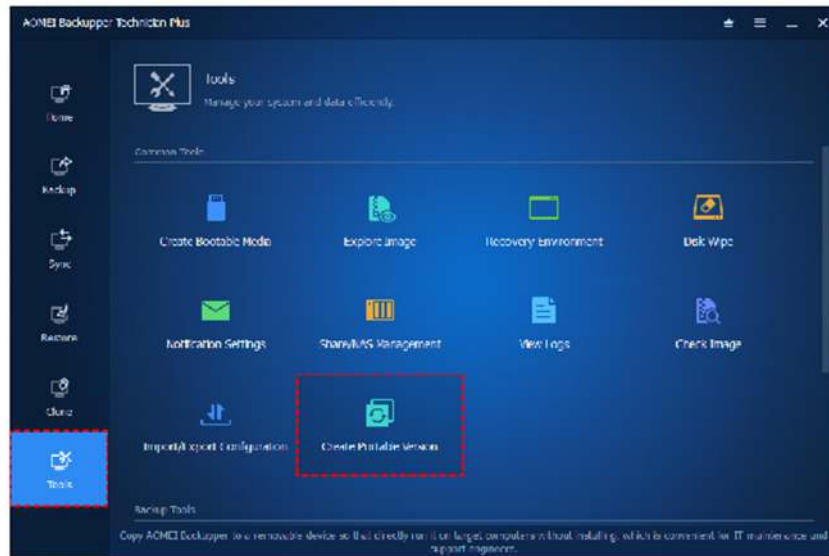 AOMEI Backupper Technician Plus
Tools
Manage your system and data efficiently.
Home
Common Tools
Backup
Create Bootable Media
Explore Image
Recovery Environment
Disk Wipe
Sync
Restore
Notification Settings
Share/NAS Management
View Logs
Check Image
Clone
Import/Export Configuration
Create Portable Version
Tools
Backup Tools
Copy AOMEI Backupper to a removable device so that directly run it on target computers without installing, which is convenient for IT maintenance and
support engineers.